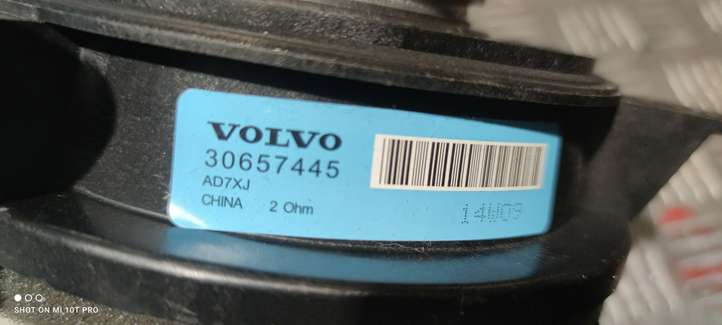 VOLVO
30657445
AD7XJ
CHINA 2 Ohm
14W09
SHOT ON MI 10T PRO